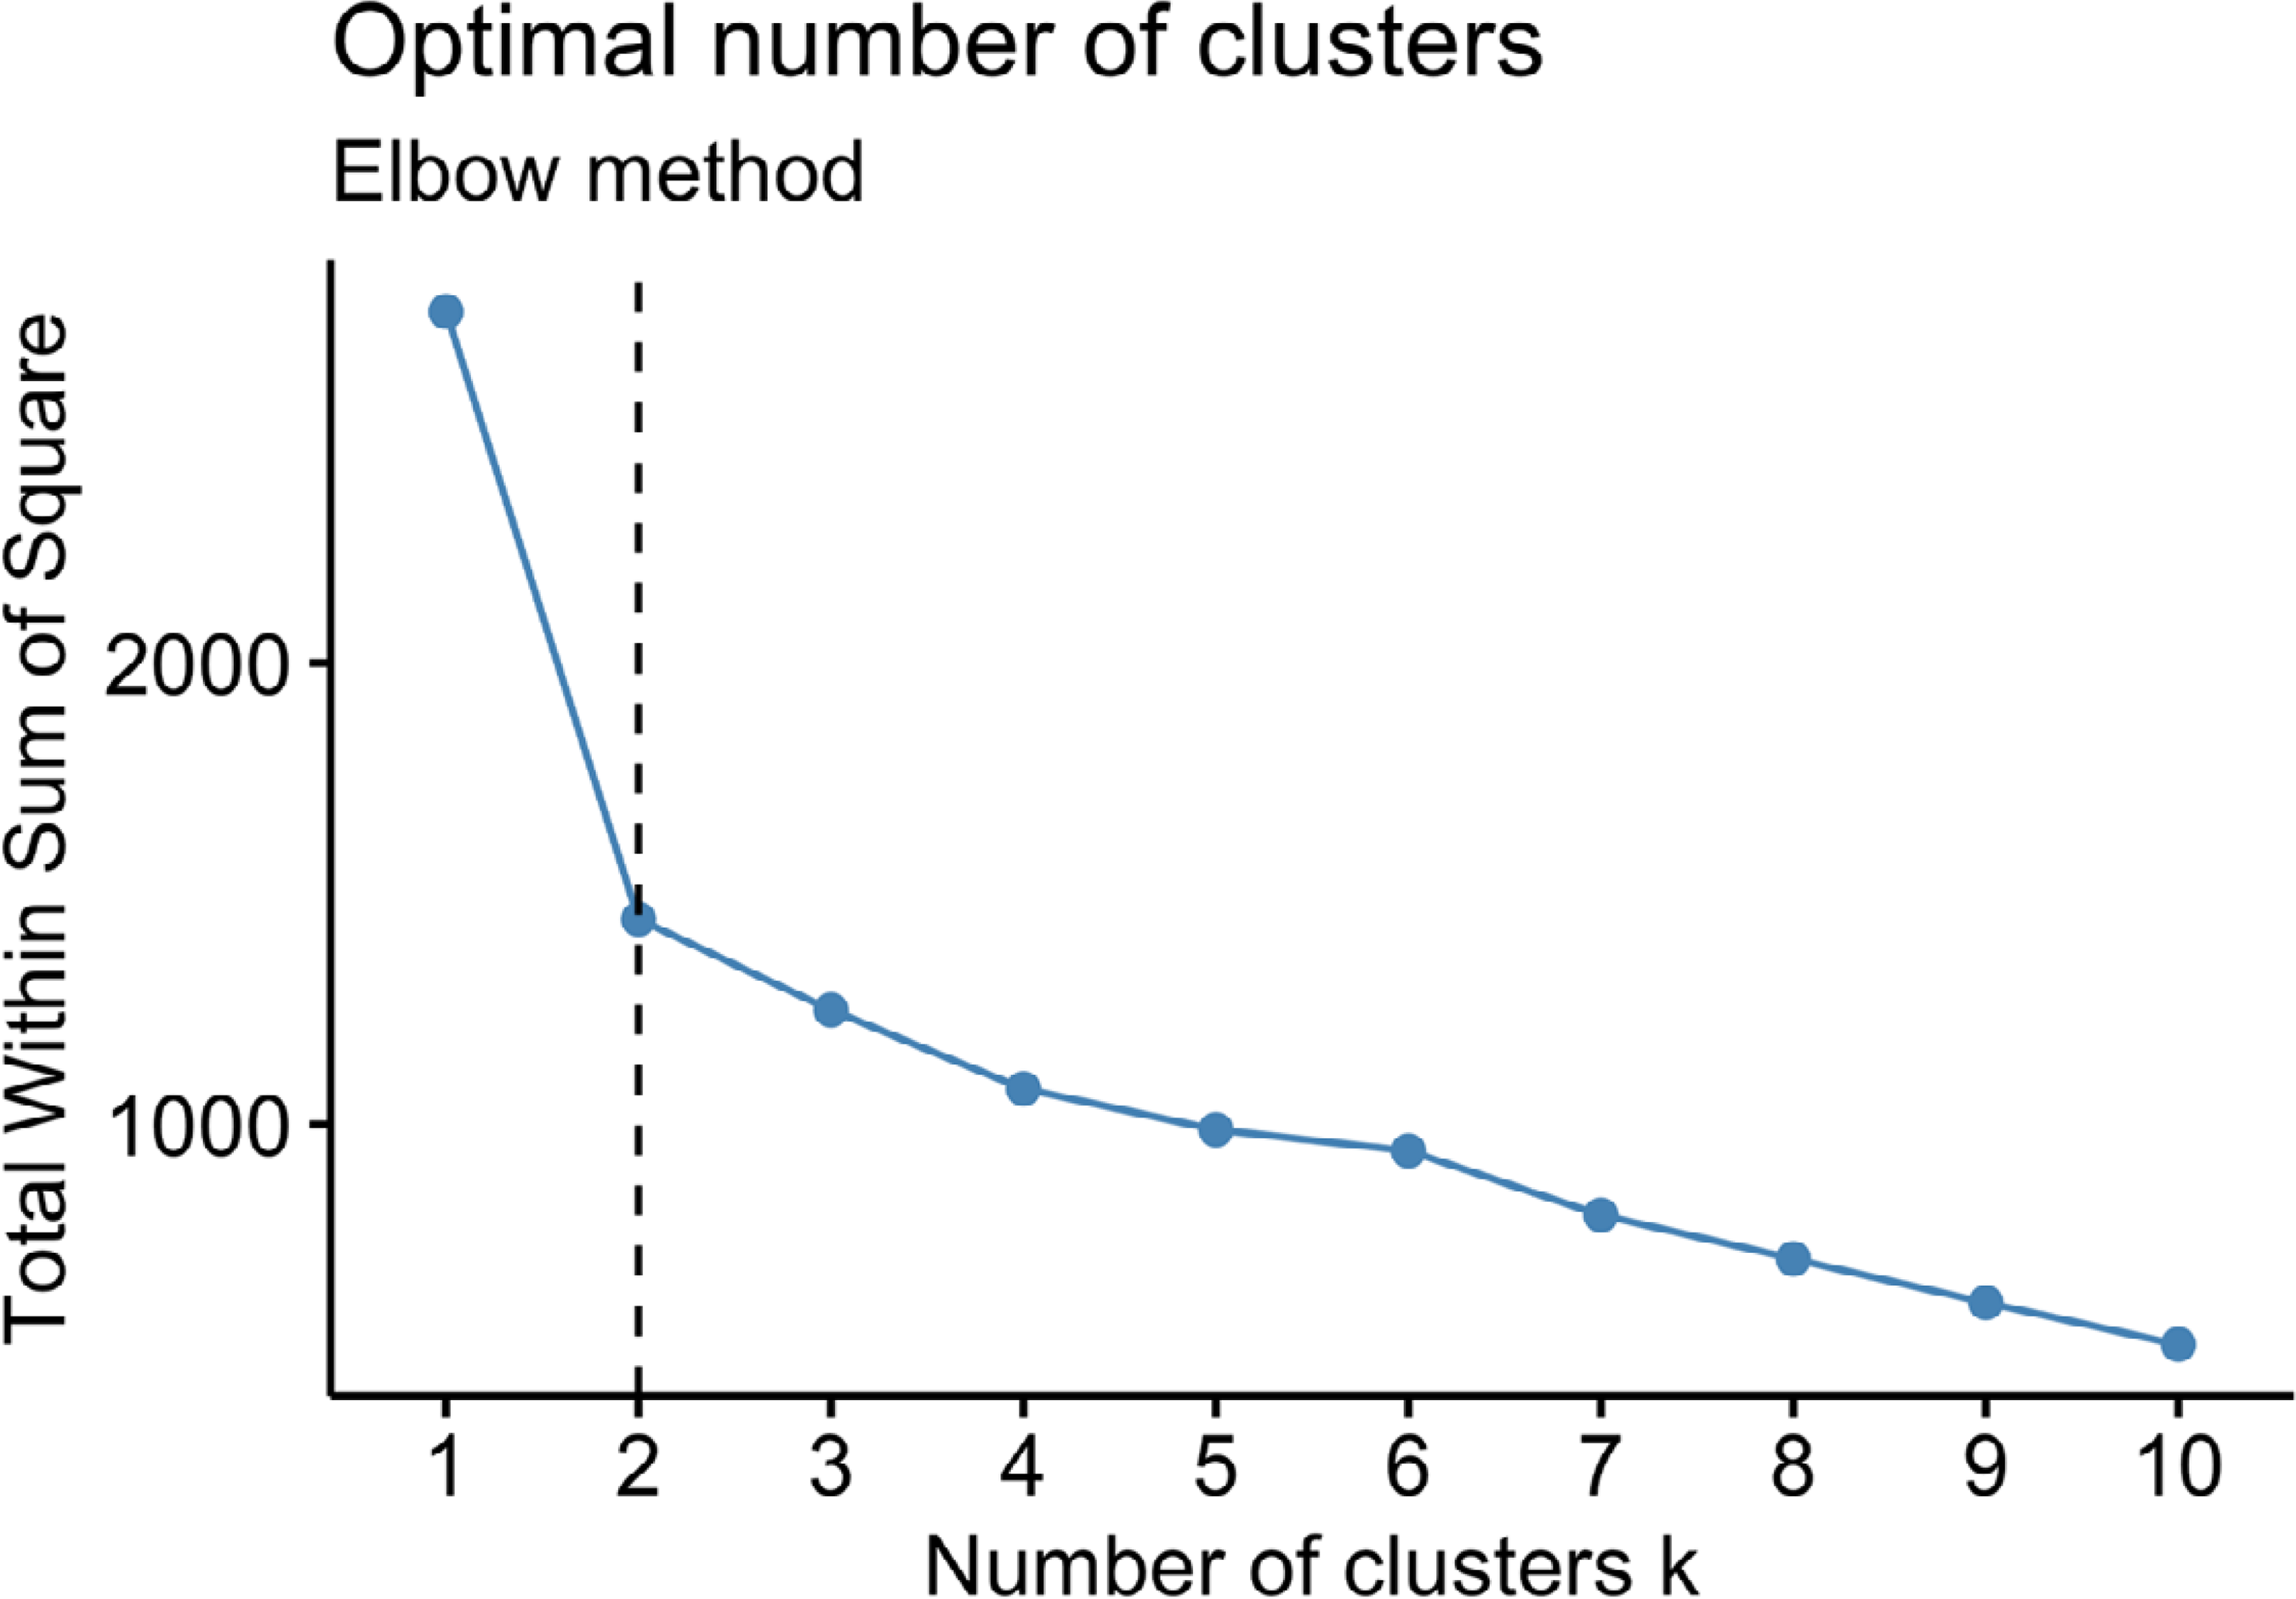 Optimal number of clusters
Elbow method
Total Within Sum of Square
2000
1000
1 2 3 4 5 6 7 8 9 10
Number of clusters k